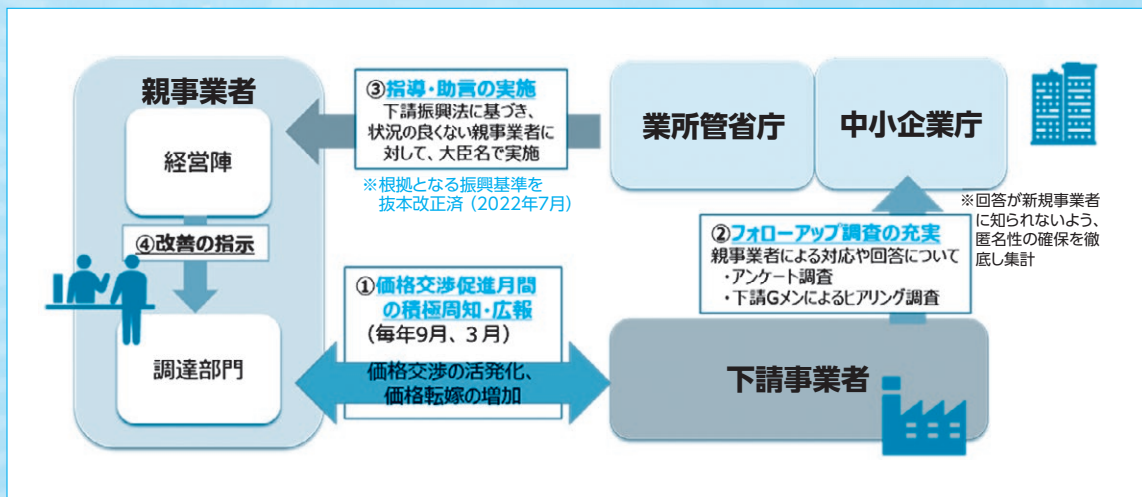 親事業者
経営陣
④改善の指示
調達部門
③指導・助言の実施
下請振興法に基づき、
状況の良くない親事業者に
対して、大臣名で実施
※根拠となる振興基準を
抜本改正済（2022年7月）
①価格交渉促進月間
の積極周知・広報
（毎年9月、３月）
価格交渉の活発化、
価格転嫁の増加
業所管省庁
中小企業庁
※回答が新規事業者
に知られないよう、
匿名性の確保を徹
底し集計
②フォローアップ調査の充実
親事業者による対応や回答について
・アンケート調査
・下請Gメンによるヒアリング調査
下請事業者